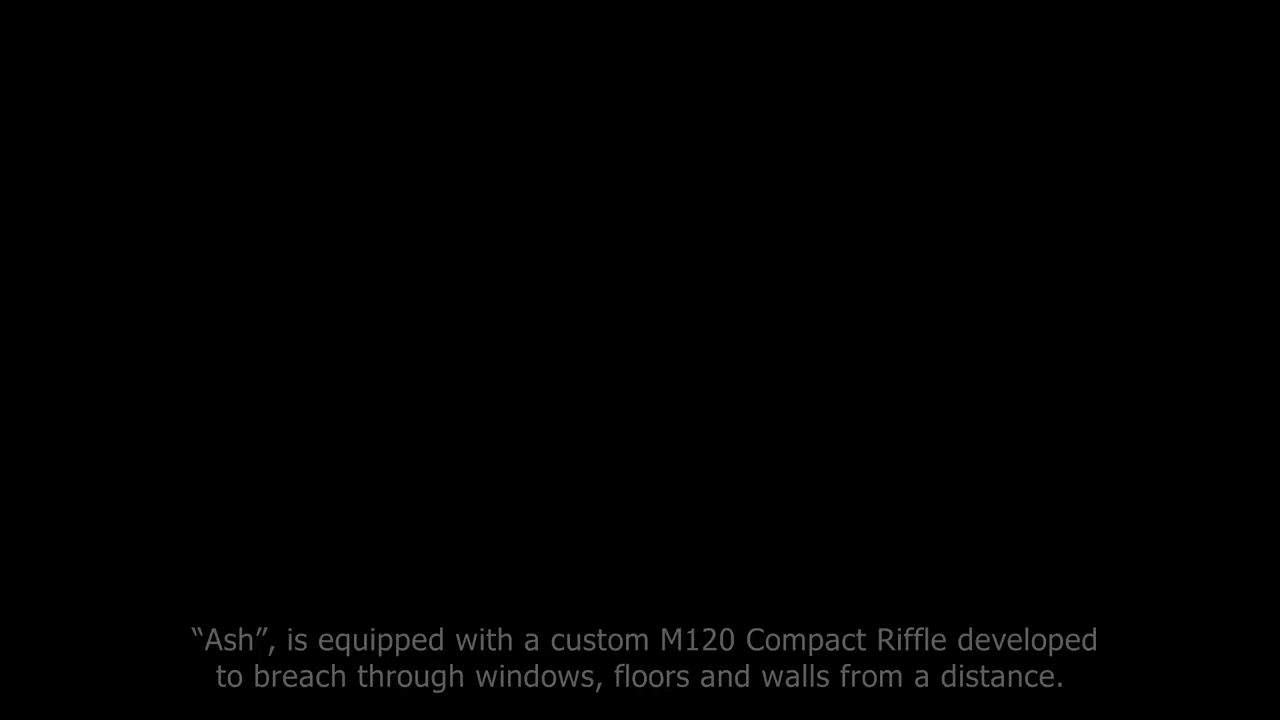 “Ash”, is equipped with a custom M120 Compact Riffle developed
to breach through windows, floors and walls from a distance.